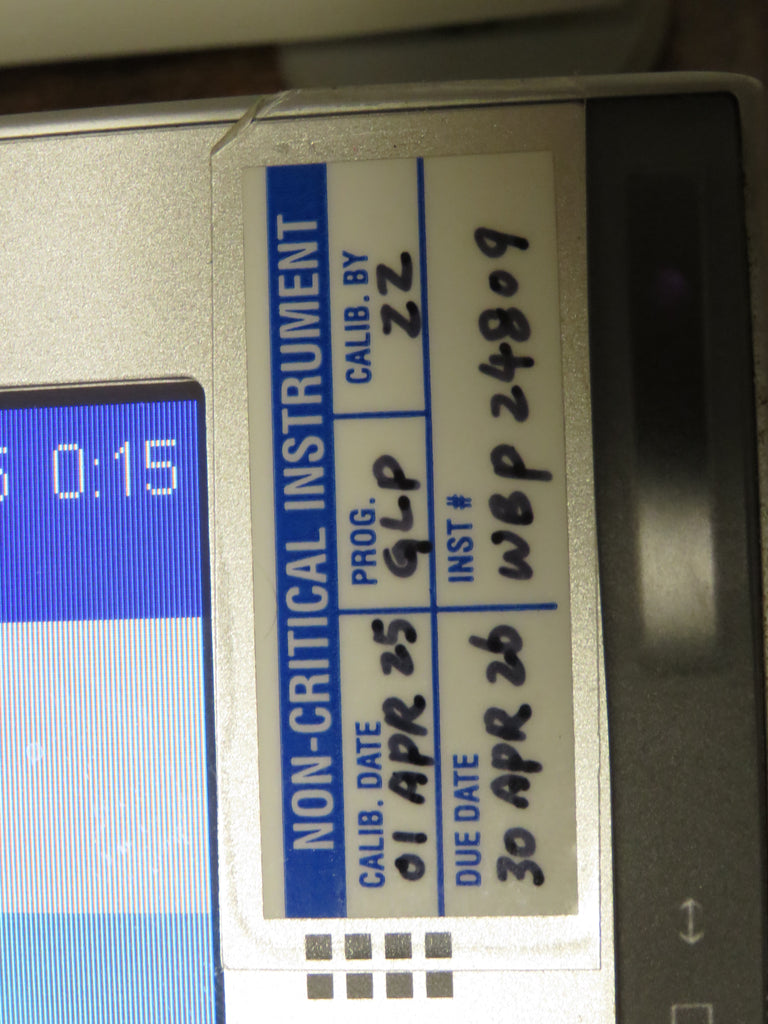 NON-CRITICAL INSTRUMENT
CALIB. DATE PROG. CALIB. BY
01 APR 25 GLP ZZ
DUE DATE INST #
30 APR 26 WBP 24809
0:15